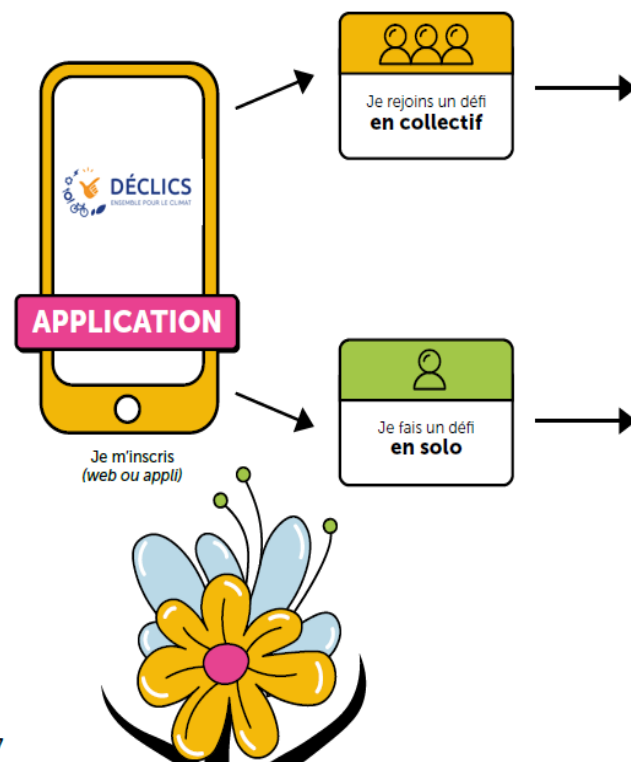 Je rejoins un défi
en collectif
DÉCLICS
ENSEMBLE POUR LE CLIMAT
APPLICATION
Je m'inscris
(web ou appli)
Je fais un défi
en solo